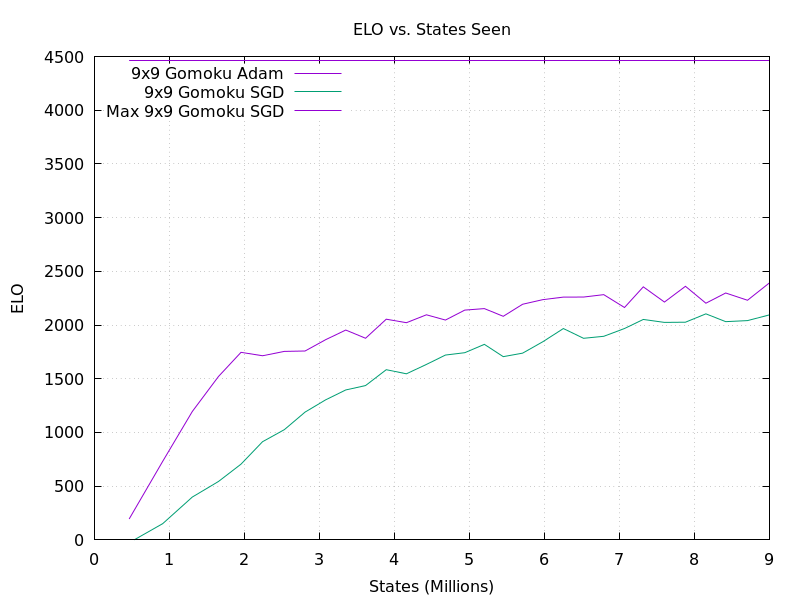 ELO vs. States Seen
4500
9x9 Gomoku Adam
9x9 Gomoku SGD
Max 9x9 Gomoku SGD
4000
3500
3000
2500
ELO
2000
1500
1000
500
0
0 1 2 3 4 5 6 7 8 9
States (Millions)